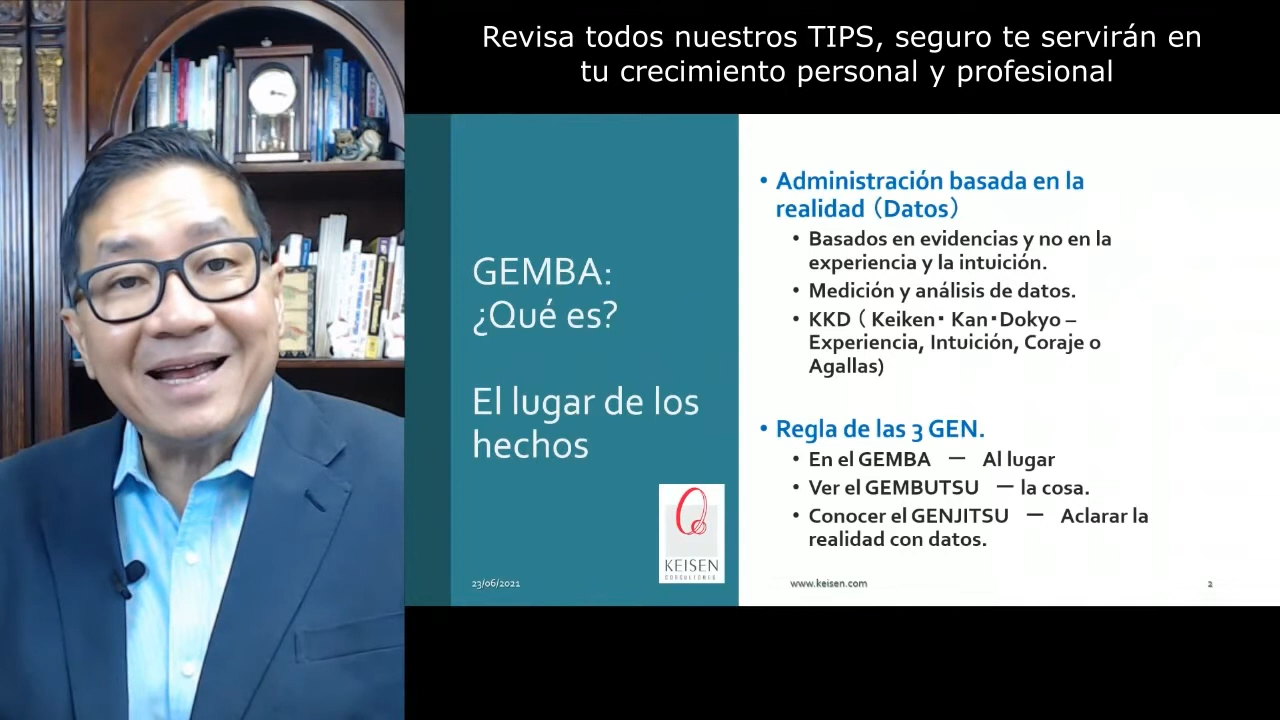 Revisa todos nuestros TIPS, seguro te servirán en
tu crecimiento personal y profesional
GEMBA:
¿Qué es?
El lugar de los
hechos
KEISEN
CONSULTORES
23/06/2021
• Administración basada en la
realidad (Datos)
• Basados en evidencias y no en la
experiencia y la intuición.
• Medición y análisis de datos.
• KKD ( Keiken・Kan・Dokyo –
Experiencia, Intuición, Coraje o
Agallas)
• Regla de las 3 GEN.
• En el GEMBA ー Al lugar
• Ver el GEMBUTSU ー la cosa.
• Conocer el GENJITSU ー Aclarar la
realidad con datos.
www.keisen.com
2